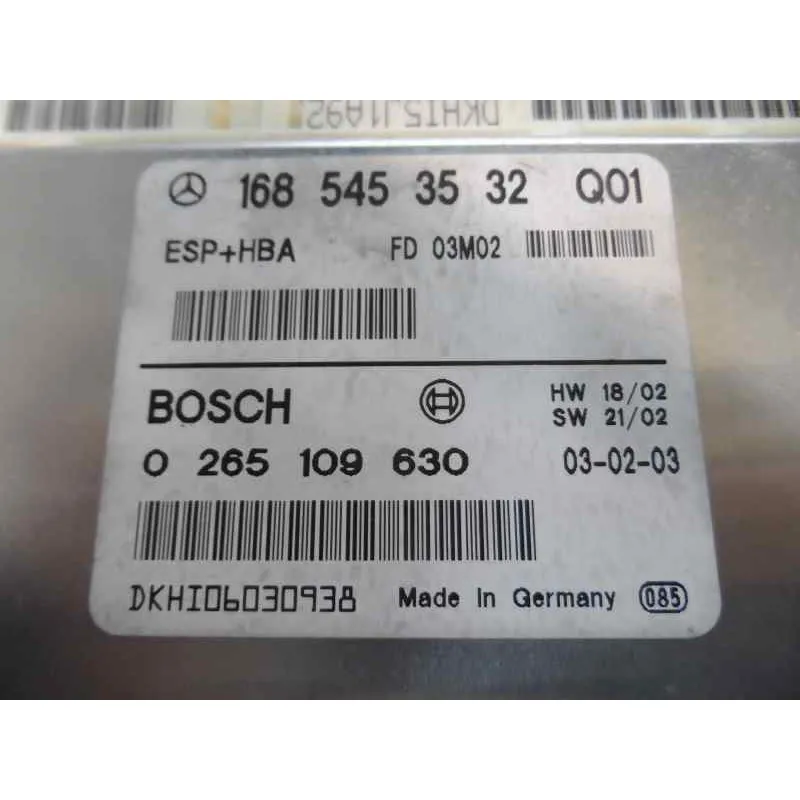 DKHT5J1A92
168 545 35 32 Q01
ESP+HBA FD 03M02
BOSCH HW 18/02
SW 21/02
0 265 109 630 03-02-03
DKHI06030938 Made In Germany 085